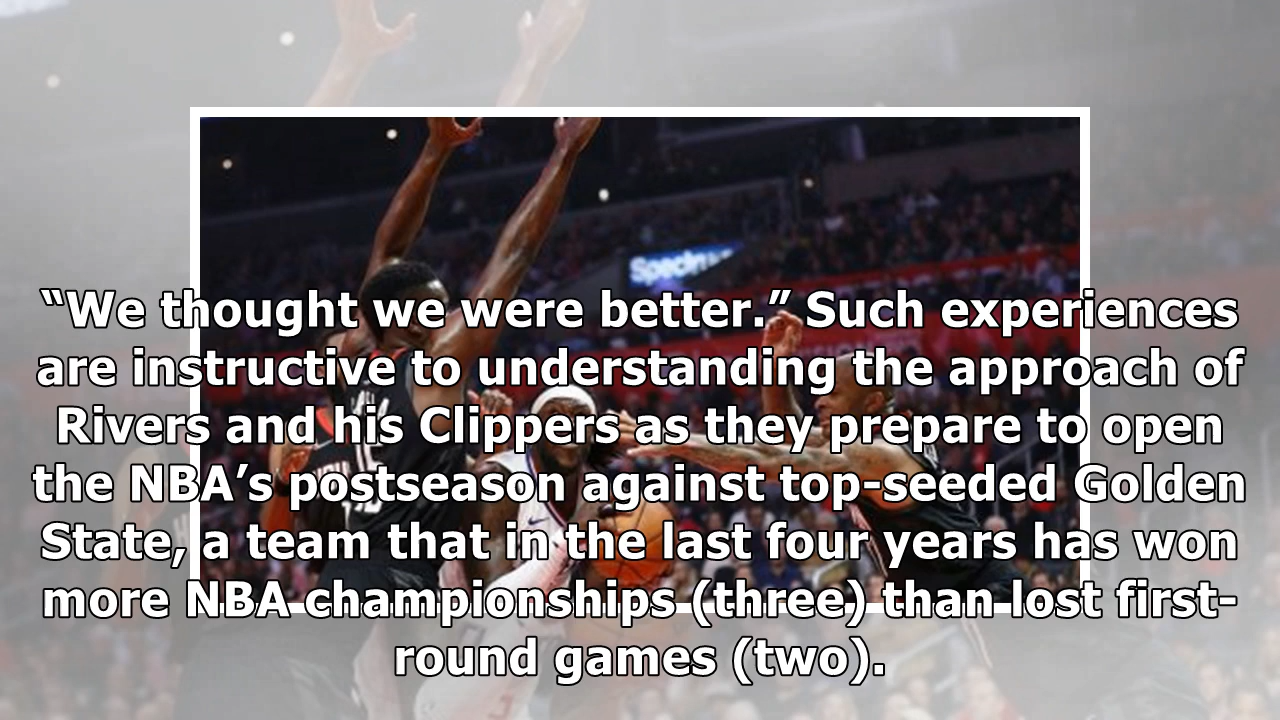 “We thought we were better.” Such experiences
are instructive to understanding the approach of
Rivers and his Clippers as they prepare to open
the NBA’s postseason against top-seeded Golden
State, a team that in the last four years has won
more NBA championships (three) than lost first-
round games (two).